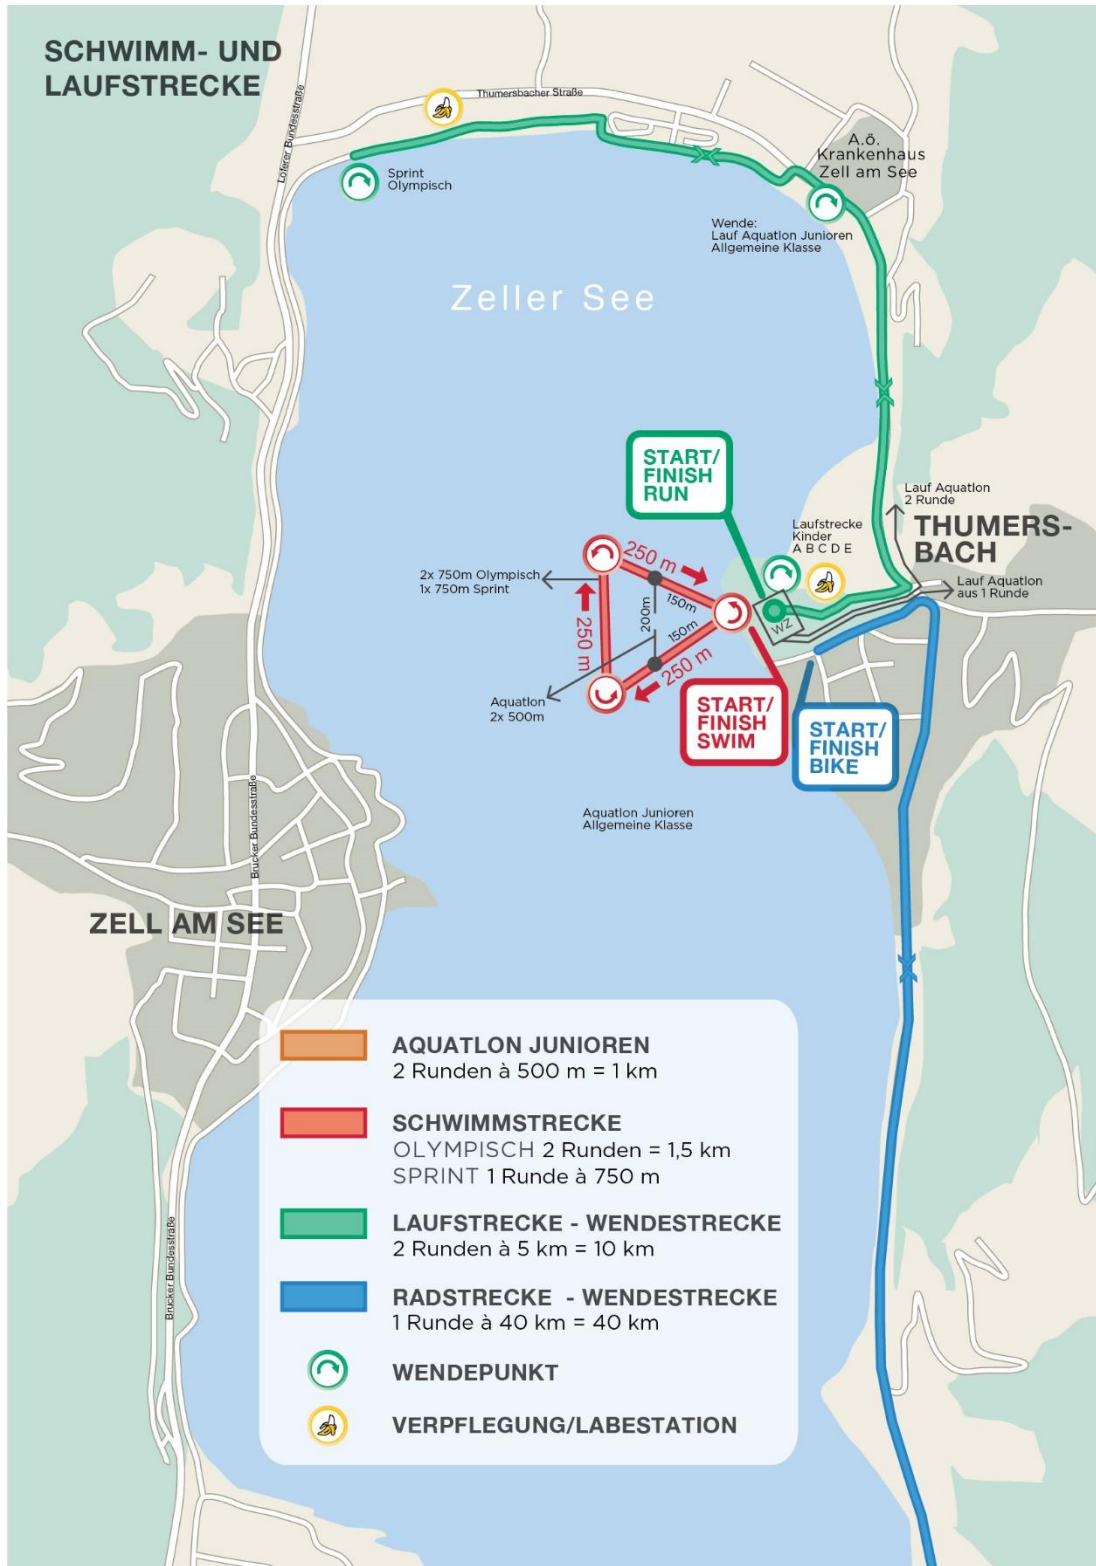 SCHWIMM- UND
LAUFSTRECKE
Loferer Bundesstraße
Thumersbacher Straße
Sprint
Olympisch
A.ö.
Krankenhaus
Zell am See
Wende:
Lauf Aquatlon Junioren
Allgemeine Klasse
Zeller See
START/
FINISH
RUN
Lauf Aquatlon
2 Runde
THUMERS-
BACH
Laufstrecke
Kinder
A B C D E
Lauf Aquatlon
aus 1 Runde
2x 750m Olympisch
1x 750m Sprint
250 m
150m
200m
250 m
150m
250 m
WZ
Aquatlon
2x 500m
START/
FINISH
SWIM
START/
FINISH
BIKE
Aquatlon Junioren
Allgemeine Klasse
Brucker Bundesstraße
ZELL AM SEE
AQUATLON JUNIOREN
2 Runden à 500 m = 1 km
SCHWIMMSTRECKE
OLYMPISCH 2 Runden = 1,5 km
SPRINT 1 Runde à 750 m
LAUFSTRECKE - WENDESTRECKE
2 Runden à 5 km = 10 km
RADSTRECKE - WENDESTRECKE
1 Runde à 40 km = 40 km
WENDEPUNKT
VERPFLEGUNG/LABESTATION
Brucker Bundesstraße